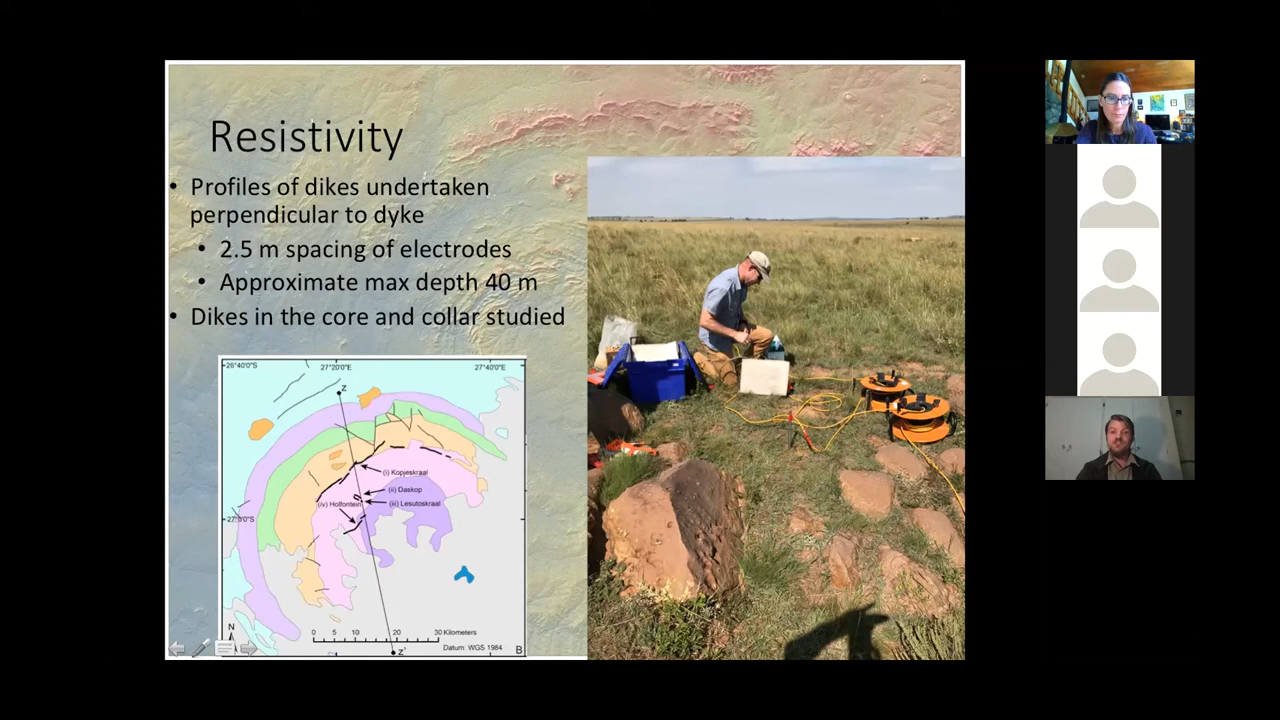 Resistivity
• Profiles of dikes undertaken
perpendicular to dyke
• 2.5 m spacing of electrodes
• Approximate max depth 40 m
• Dikes in the core and collar studied
26°40'0"S
27°20'0"E
27°40'0"E
Z
(i) Kopjeskraal
(ii) Daskop
(iv) Holfontein
(iii) Lesutoskraal
27°0'0"S
N
0 5 10 20 30 Kilometers
Datum: WGS 1984
Z'
B